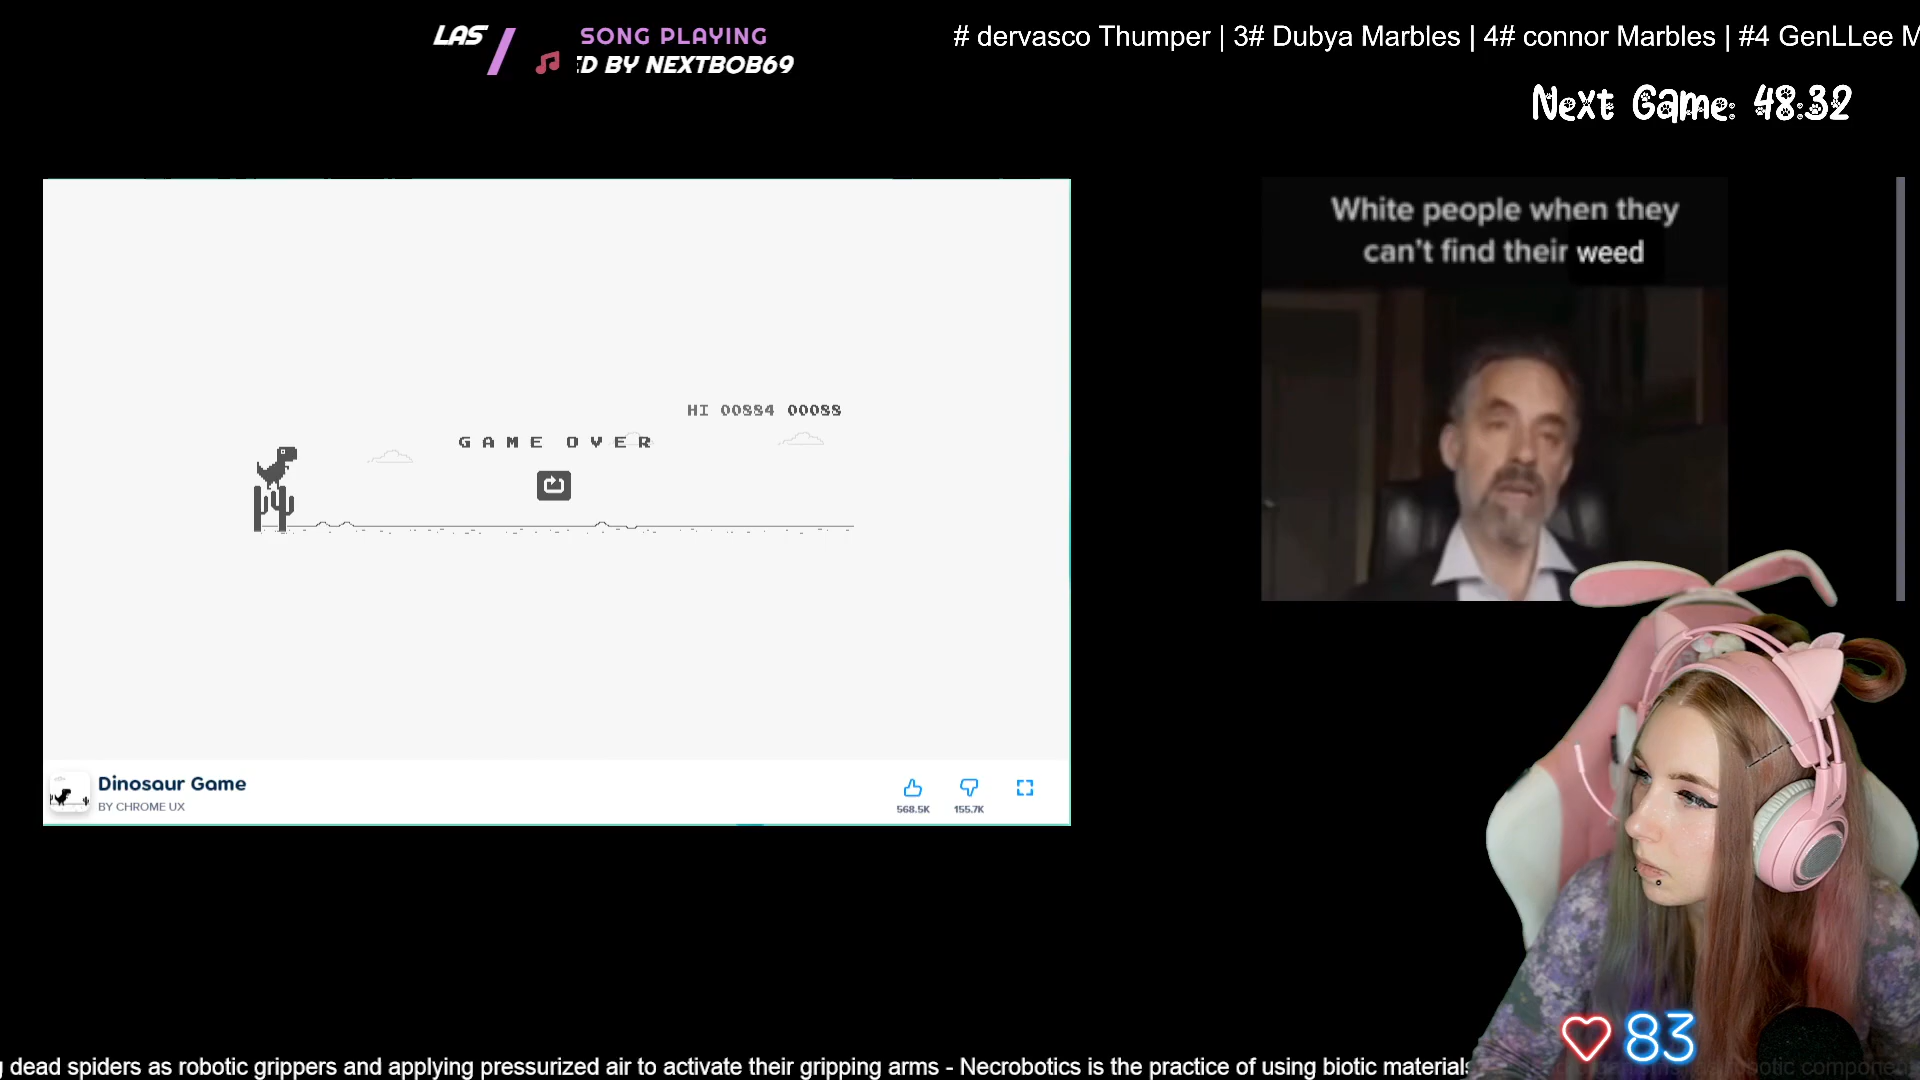 LAS
SONG PLAYING
ED BY NEXTBOB69
# dervasco Thumper | 3# Dubya Marbles | 4# connor Marbles | #4 GenLLee M
Next Game: 48:32
White people when they
can't find their weed
HI 00884 00088
GAME OVER
Dinosaur Game
BY CHROME UX
568.5K
155.7K
83
g dead spiders as robotic grippers and applying pressurized air to activate their gripping arms - Necrobotics is the practice of using biotic materials